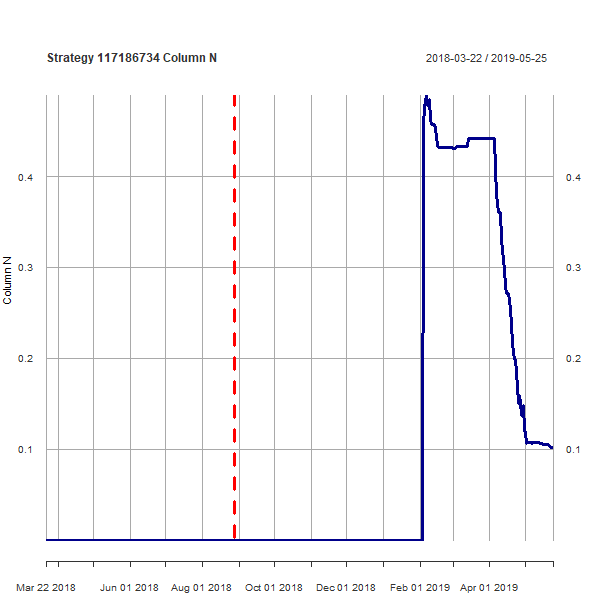 Strategy 117186734 Column N
2018-03-22 / 2019-05-25
0.4
0.4
0.3
0.3
0.2
0.2
0.1
0.1
Column N
Mar 22 2018
Jun 01 2018
Aug 01 2018
Oct 01 2018
Dec 01 2018
Feb 01 2019
Apr 01 2019